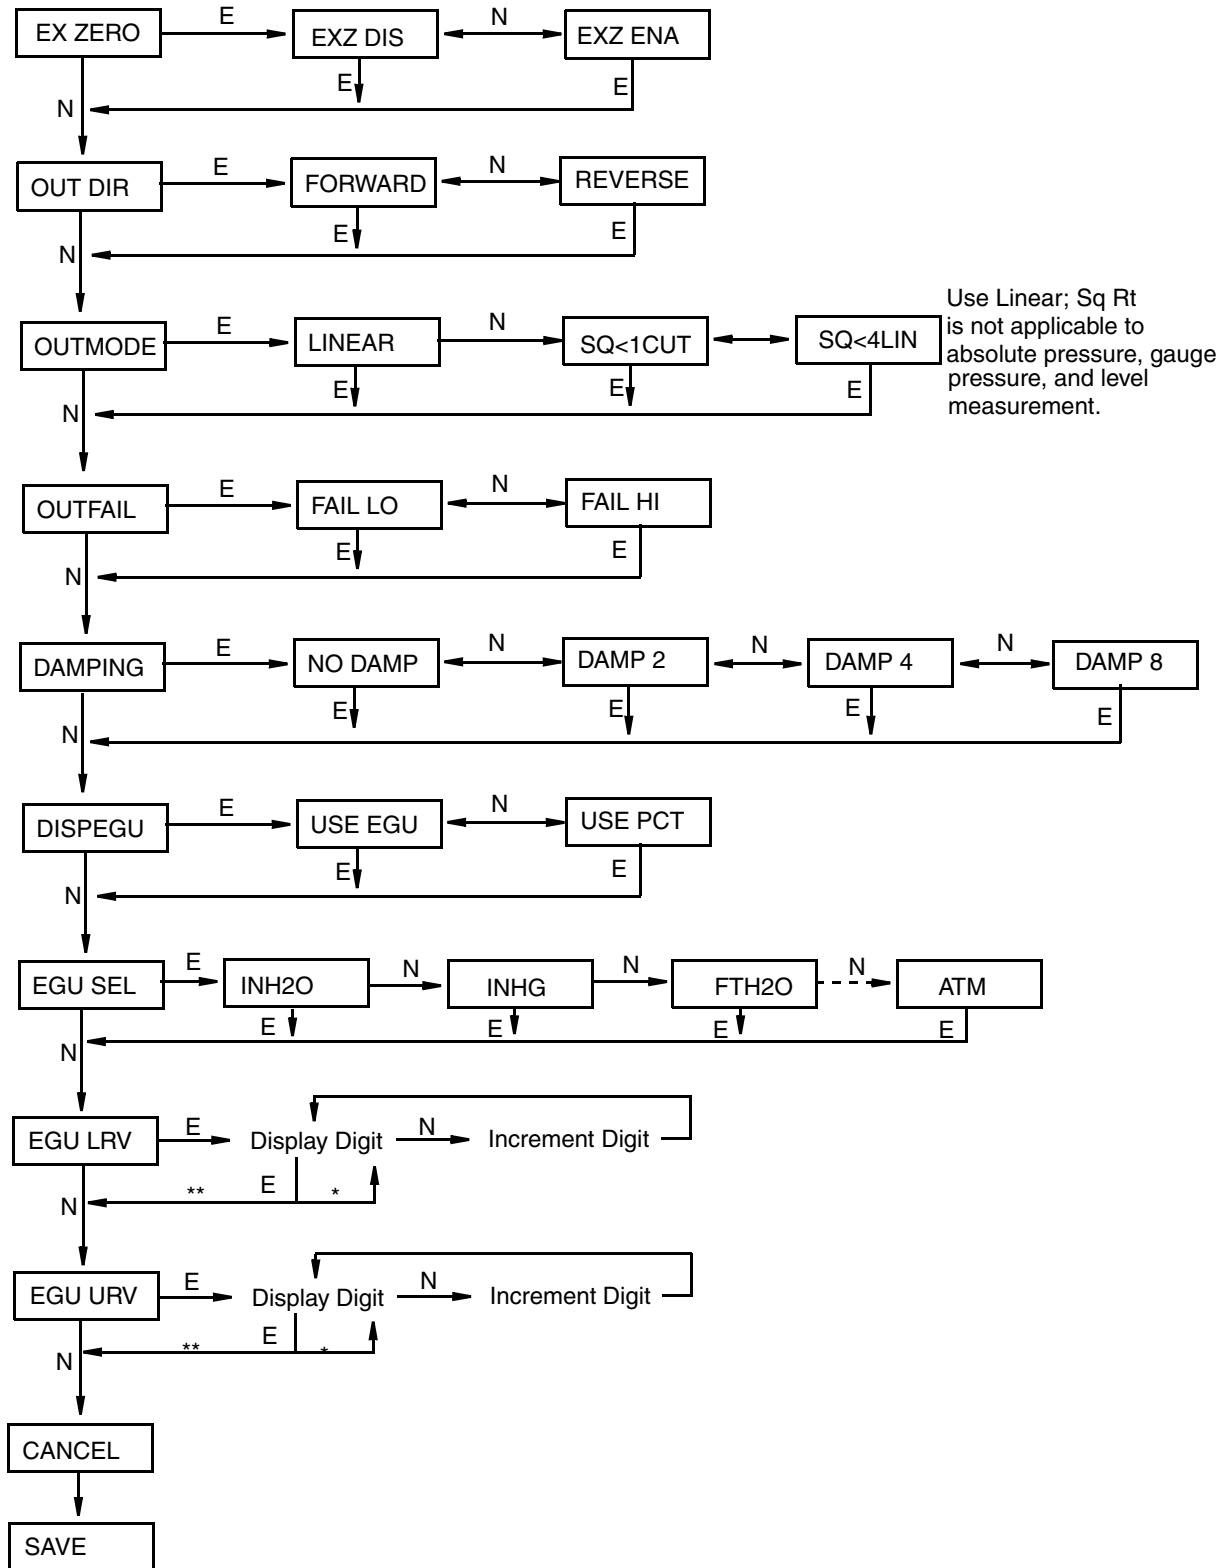 EX ZERO
E
EXZ DIS
N
EXZ ENA
E
E
N
OUT DIR
E
FORWARD
N
REVERSE
E
E
N
OUTMODE
E
LINEAR
N
SQ<1CUT
SQ<4LIN
Use Linear; Sq Rt
is not applicable to
absolute pressure, gauge
pressure, and level
measurement.
E
E
E
N
OUTFAIL
E
FAIL LO
N
FAIL HI
E
E
N
DAMPING
E
NO DAMP
N
DAMP 2
N
DAMP 4
N
DAMP 8
E
E
E
E
N
DISPEGU
E
USE EGU
N
USE PCT
E
E
N
EGU SEL
E
INH2O
N
INHG
N
FTH2O
N
ATM
E
E
E
E
N
EGU LRV
E
Display Digit
N
Increment Digit
**
E
*
N
EGU URV
E
Display Digit
N
Increment Digit
**
E
*
N
CANCEL
SAVE